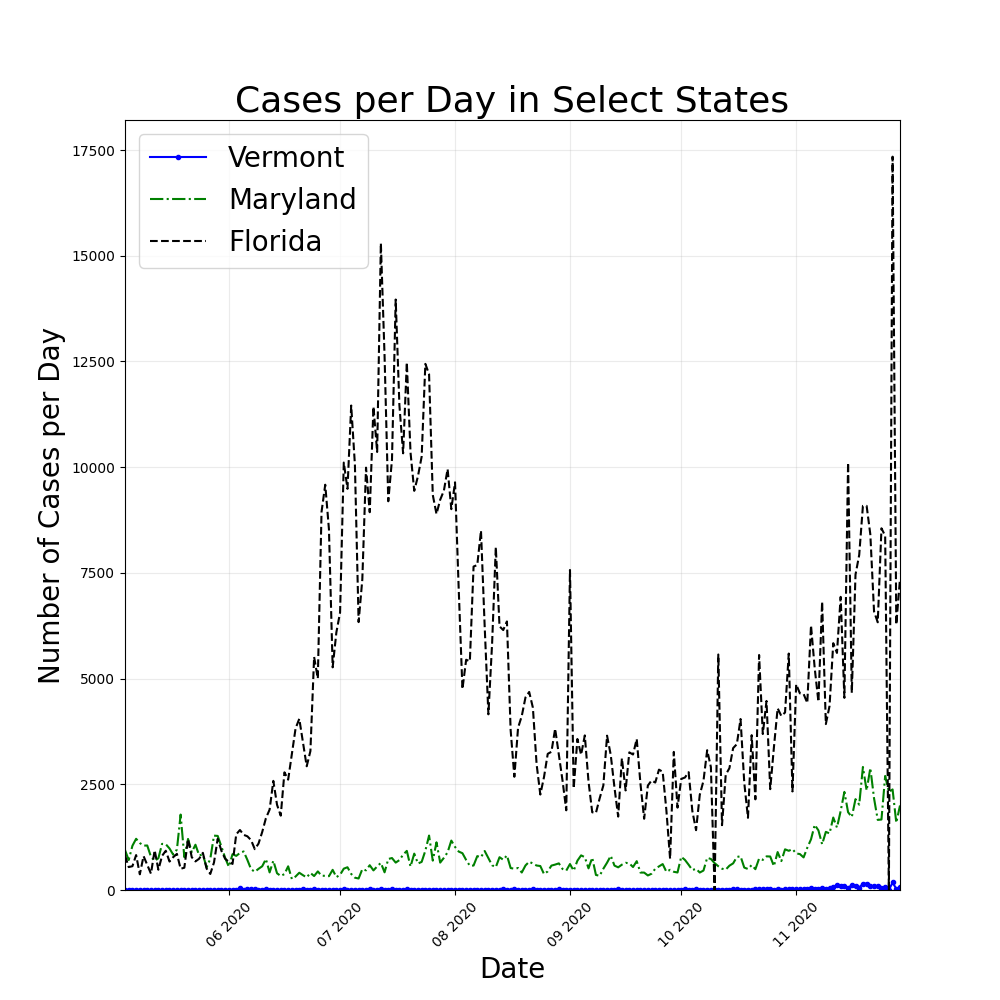 Cases per Day in Select States
17500
15000
12500
10000
7500
5000
2500
0
Number of Cases per Day
Vermont
Maryland
Florida
06 2020
07 2020
08 2020
09 2020
10 2020
11 2020
Date